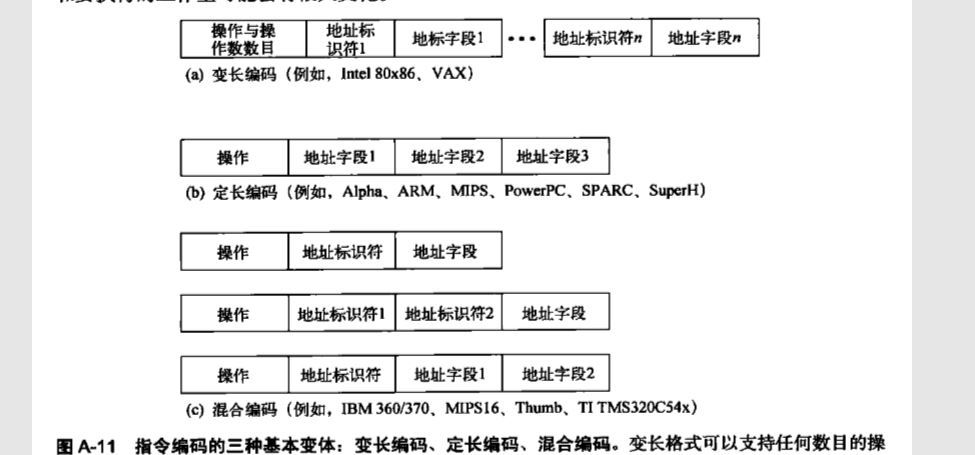 操作与操
作数数目
地址标
识符1
地标字段1
•••
地址标识符n
地址字段n
(a) 变长编码（例如，Intel 80x86、VAX）
操作
地址字段1
地址字段2
地址字段3
(b) 定长编码（例如，Alpha、ARM、MIPS、PowerPC、SPARC、SuperH）
操作
地址标识符
地址字段
操作
地址标识符1
地址标识符2
地址字段
操作
地址标识符
地址字段1
地址字段2
(c) 混合编码（例如，IBM 360/370、MIPS16、Thumb、TI TMS320C54x）
图 A-11 指令编码的三种基本变体：变长编码、定长编码、混合编码。变长格式可以支持任何数目的操